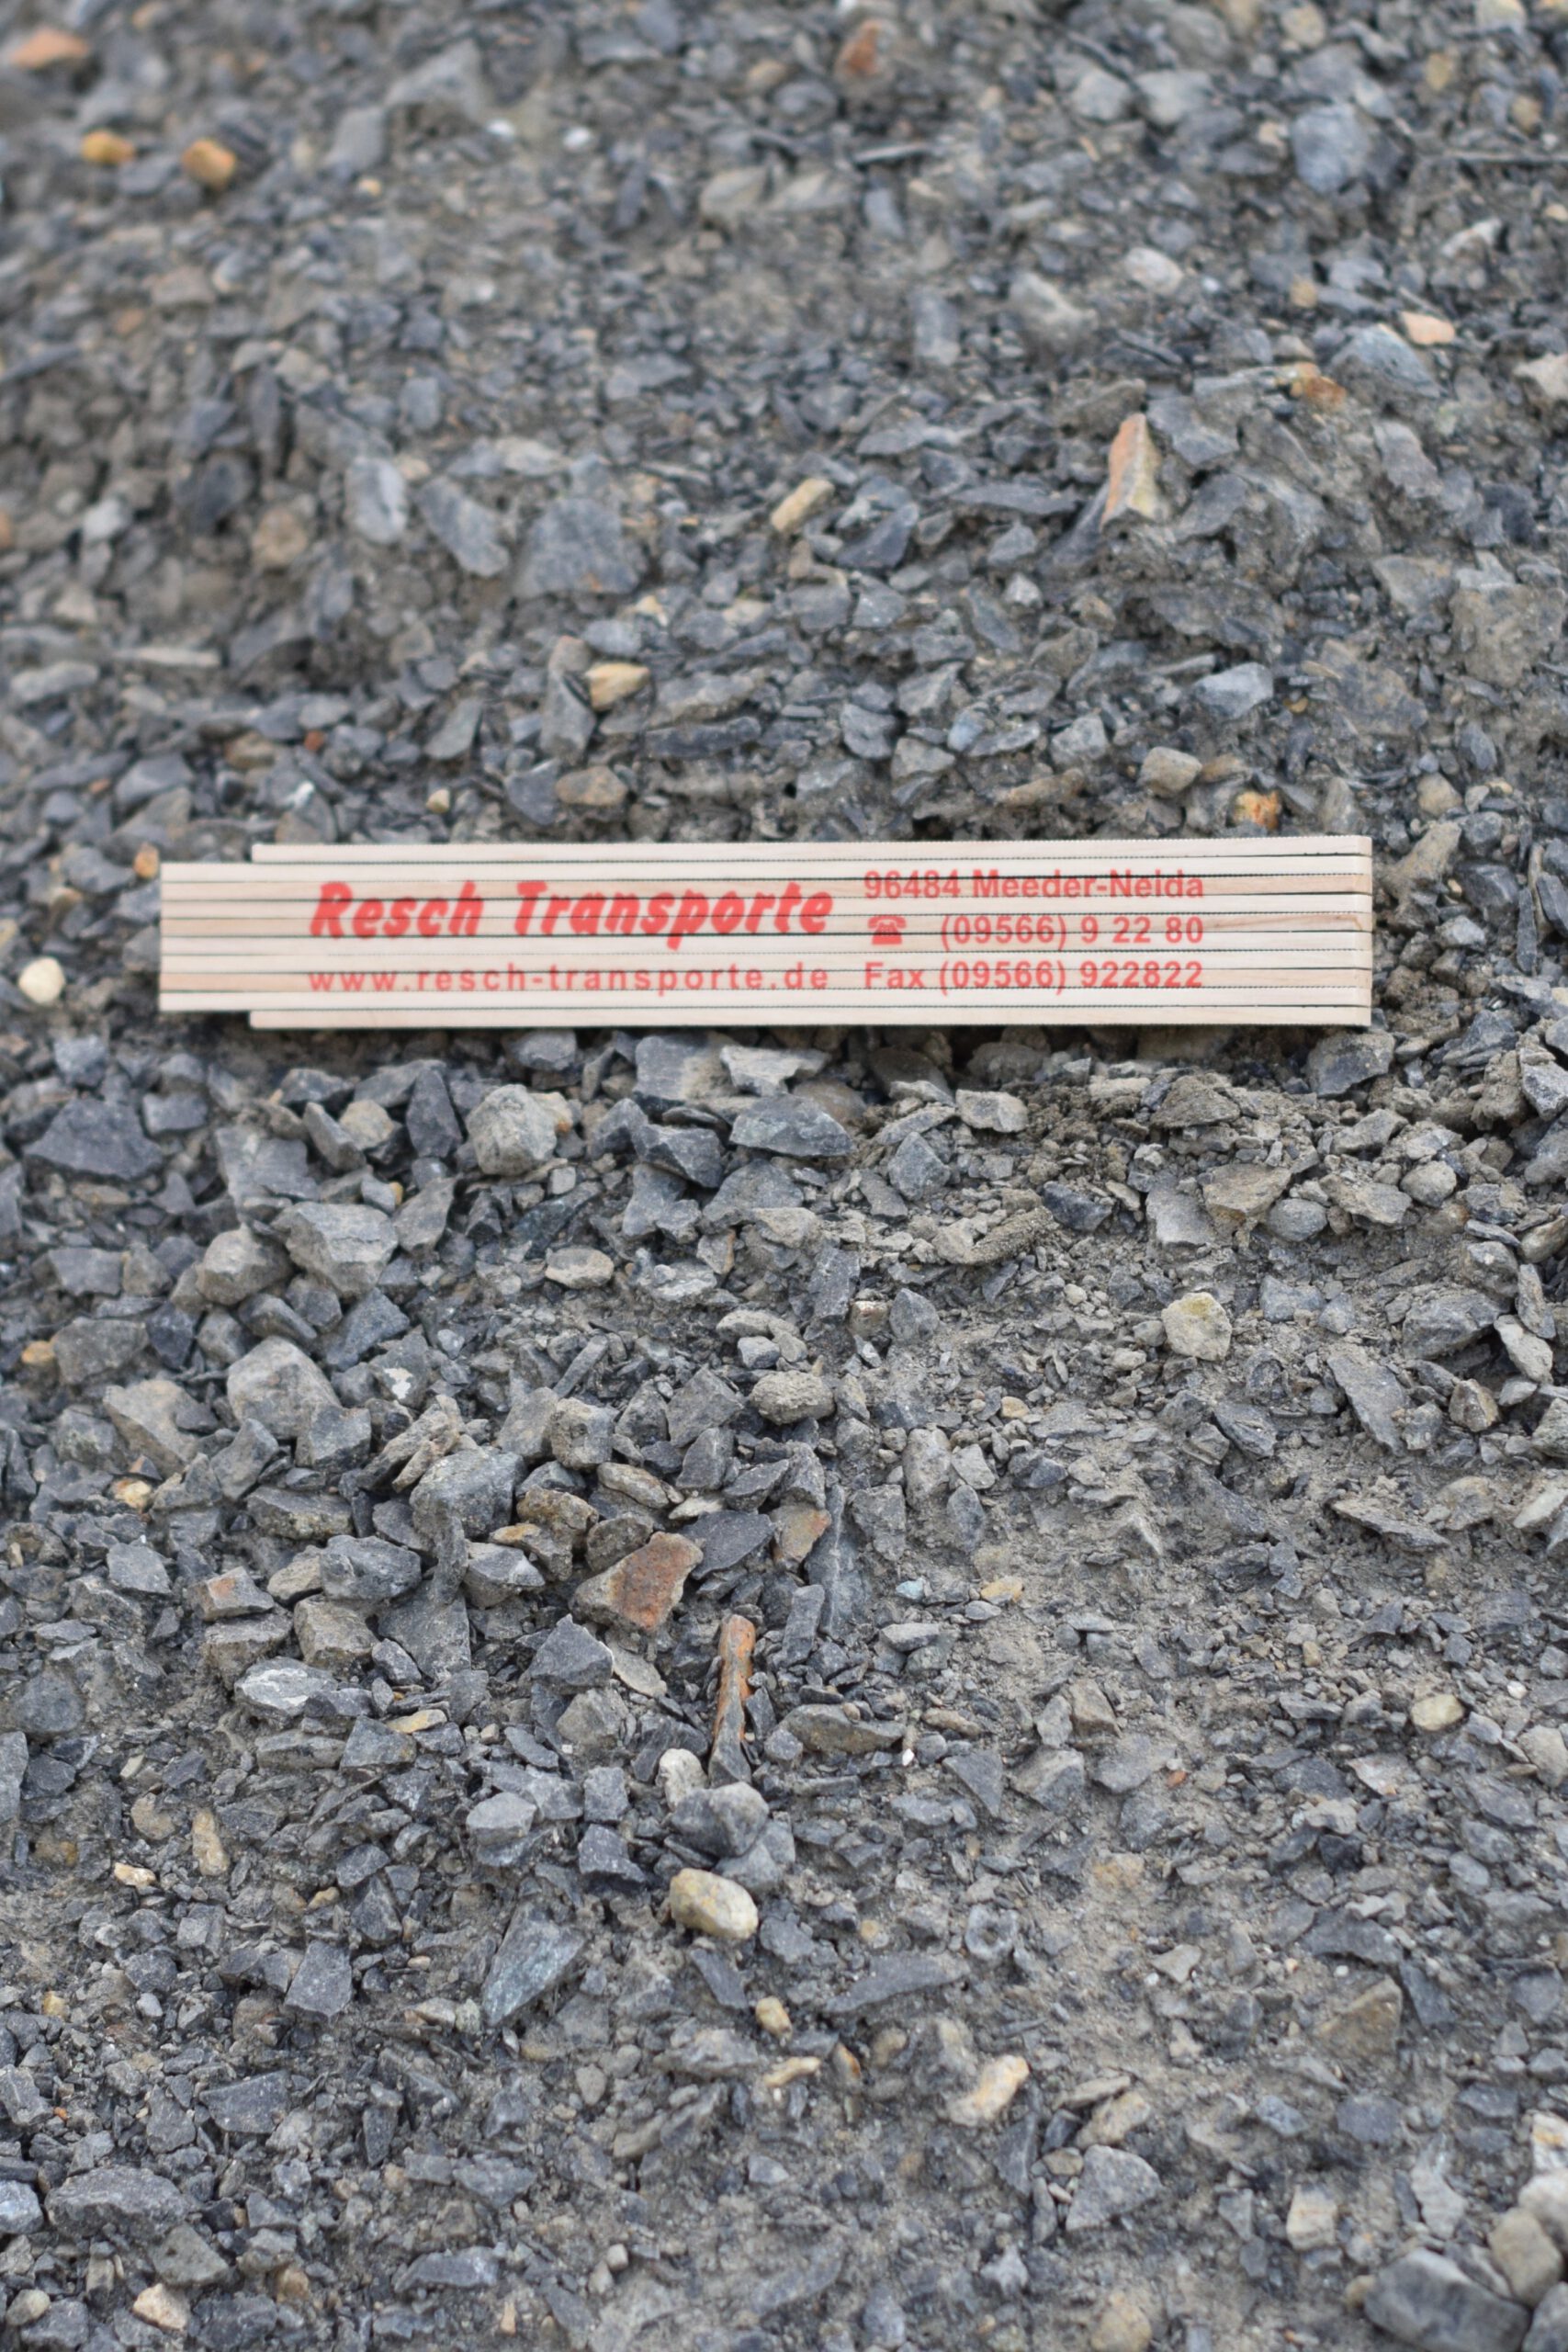 Resch Transporte
www.resch-transporte.de
96484 Meeder-Neida
☎ (09566) 9 22 80
Fax (09566) 922822